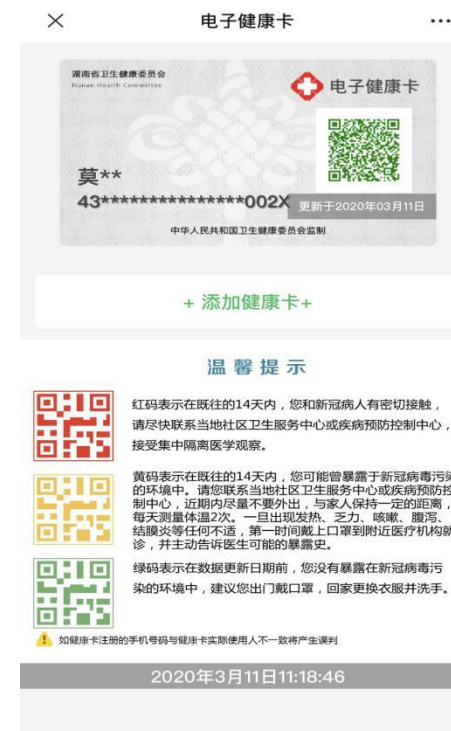 电子健康卡
湖南省卫生健康委员会
Hunan Health Committee
电子健康卡
莫**
43***************002X
更新于2020年03月11日
中华人民共和国卫生健康委员会监制
+ 添加健康卡+
温馨提示
红码表示在既往的14天内，您和新冠病人有密切接触，
请尽快联系当地社区卫生服务中心或疾病预防控制中心，
接受集中隔离医学观察。
黄码表示在既往的14天内，您可能曾暴露于新冠病毒污染
的环境中。请您联系当地社区卫生服务中心或疾病预防控
制中心，近期内尽量不要外出，与家人保持一定的距离，
每天测量体温2次。一旦出现发热、乏力、咳嗽、腹泻、
结膜炎等任何不适，第一时间戴上口罩到附近医疗机构就
诊，并主动告诉医生可能的暴露史。
绿码表示在数据更新日期前，您没有暴露在新冠病毒污
染的环境中，建议您出门戴口罩，回家更换衣服并洗手。
如健康卡注册的手机号码与健康卡实际使用人不一致将产生误判
2020年3月11日11:18:46